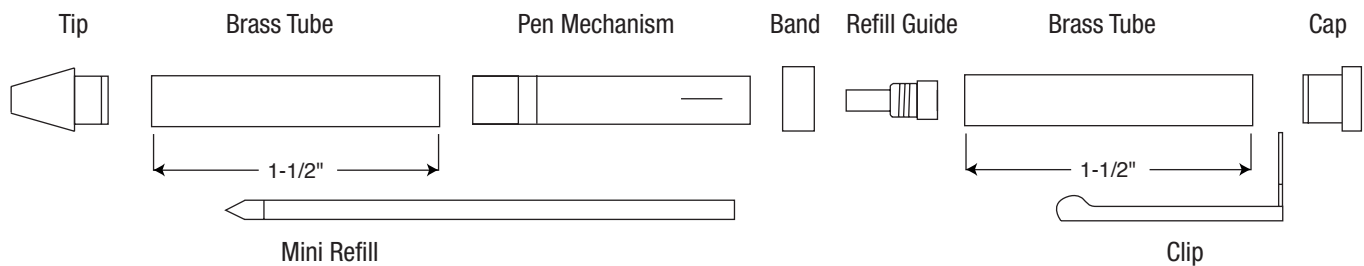 Tip Brass Tube Pen Mechanism Band Refill Guide Brass Tube Cap
1-1/2" 1-1/2"
Mini Refill Clip